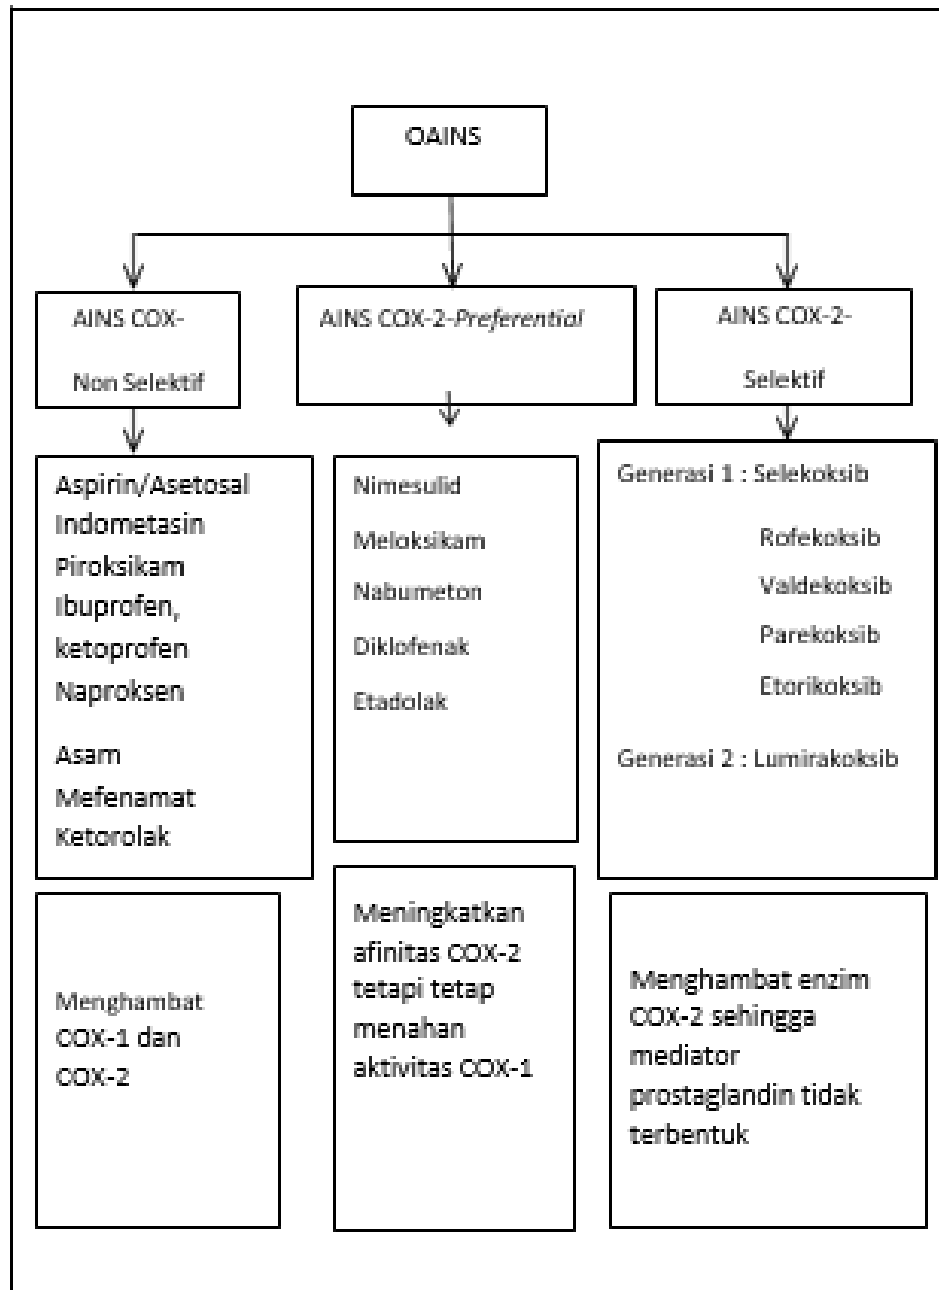 OAINS
AINS COX-
Non Selektif
AINS COX-2-Preferential
AINS COX-2-
Selektif
Aspirin/Asetosal
Indometasin
Piroksikam
Ibuprofen,
ketoprofen
Naproksen
Asam
Mefenamat
Ketorolak
Nimesulid
Meloksikam
Nabumeton
Diklofenak
Etadolak
Generasi 1 : Selekoksib
Rofekoksib
Valdekoksib
Parekoksib
Etorikoksib
Generasi 2 : Lumirakoksib
Menghambat
COX-1 dan
COX-2
Meningkatkan
afinitas COX-2
tetapi tetap
menahan
aktivitas COX-1
Menghambat enzim
COX-2 sehingga
mediator
prostaglandin tidak
terbentuk